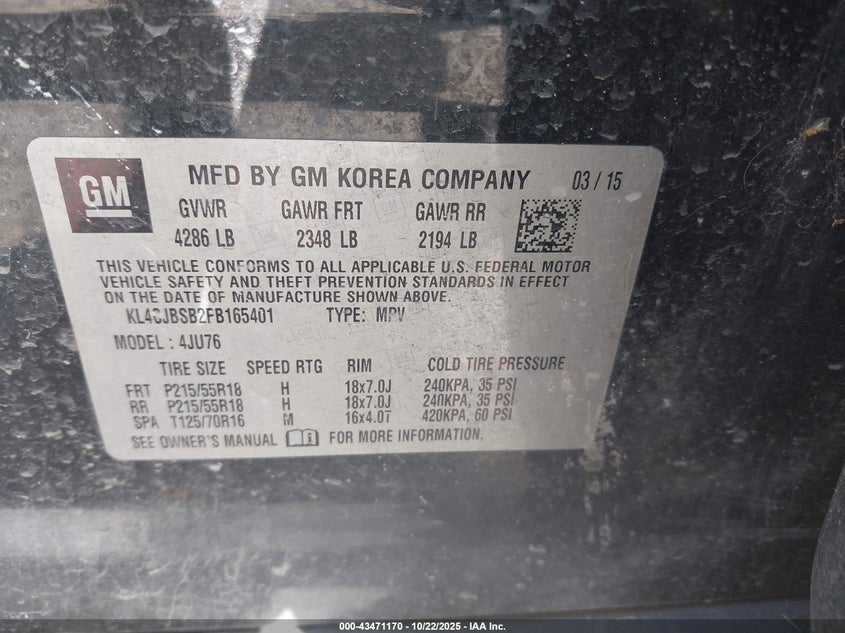 GM
MFD BY GM KOREA COMPANY 03 / 15
GVWR GAWR FRT GAWR RR
4286 LB 2348 LB 2194 LB
THIS VEHICLE CONFORMS TO ALL APPLICABLE U.S. FEDERAL MOTOR
VEHICLE SAFETY AND THEFT PREVENTION STANDARDS IN EFFECT
ON THE DATE OF MANUFACTURE SHOWN ABOVE.
KL4CJBSB2FB165401 TYPE: MPV
MODEL : 4JU76
TIRE SIZE SPEED RTG RIM COLD TIRE PRESSURE
FRT P215/55R18 H 18x7.0J 240KPA, 35 PSI
RR P215/55R18 H 18x7.0J 240KPA, 35 PSI
SPA T125/70R16 M 16x4.0T 420KPA, 60 PSI
SEE OWNER'S MANUAL FOR MORE INFORMATION.
000-43471170 - 10/22/2025 - IAA Inc.